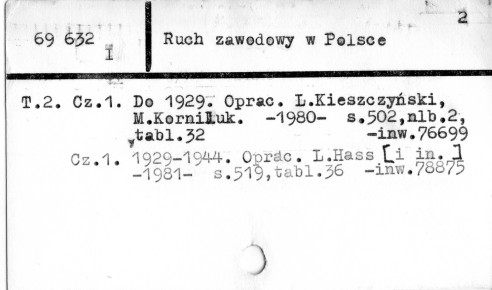 2
69 632 Ruch zawodowy w Polsce
I
T.2. Cz.1. Do 1929. Oprac. L.Kieszczyński,
M.Korniluk. -1980- s.502,nlb.2,
tabl.32 -inw.76699
Cz.1. 1929-1944. Oprac. L.Hass [i in.]
-1981- s.519,tabl.36 -inw.78875